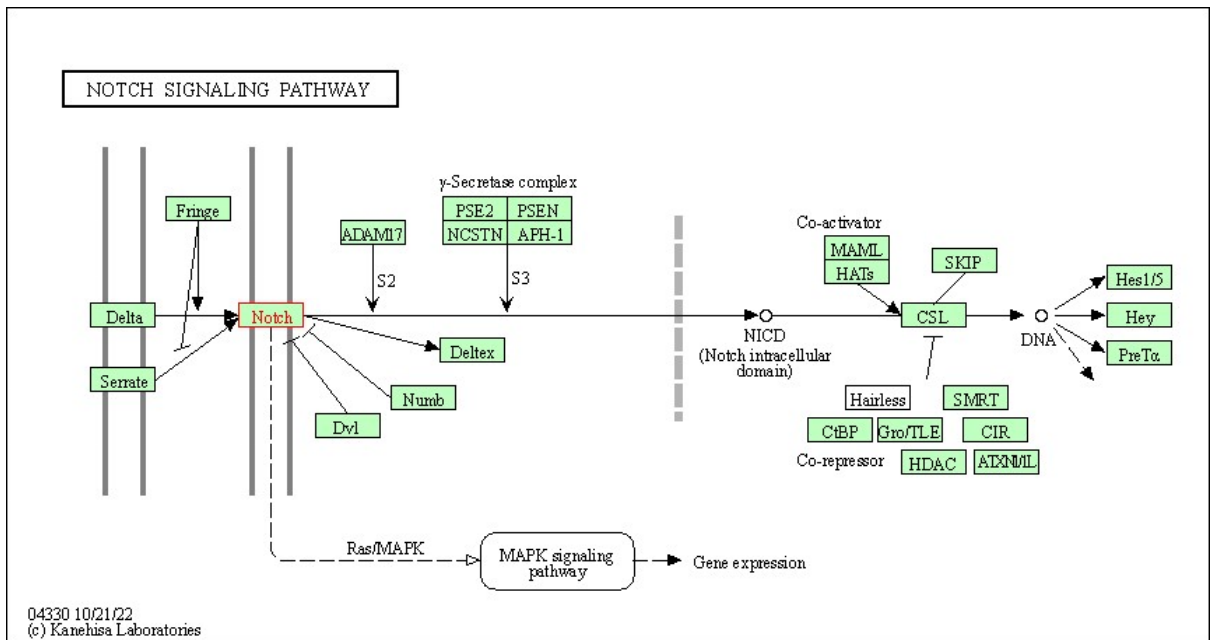 NOTCH SIGNALING PATHWAY
γ-Secretase complex
Fringe
PSE2 PSEN
ADAM17
NCSTN APH-1
Co-activator
MAML
HATs
SKIP
S2
S3
Hes1/5
Delta
Notch
CSL
Hey
NICD
(Notch intracellular
domain)
DNA
Deltex
PreTα
Serrate
Numb
Dvl
Hairless
SMRT
CtBP
Gro/TLE
CIR
Co-repressor
HDAC
ATXN1/1L
Ras/MAPK
MAPK signaling
pathway
Gene expression
04330 10/21/22
(c) Kanehisa Laboratories